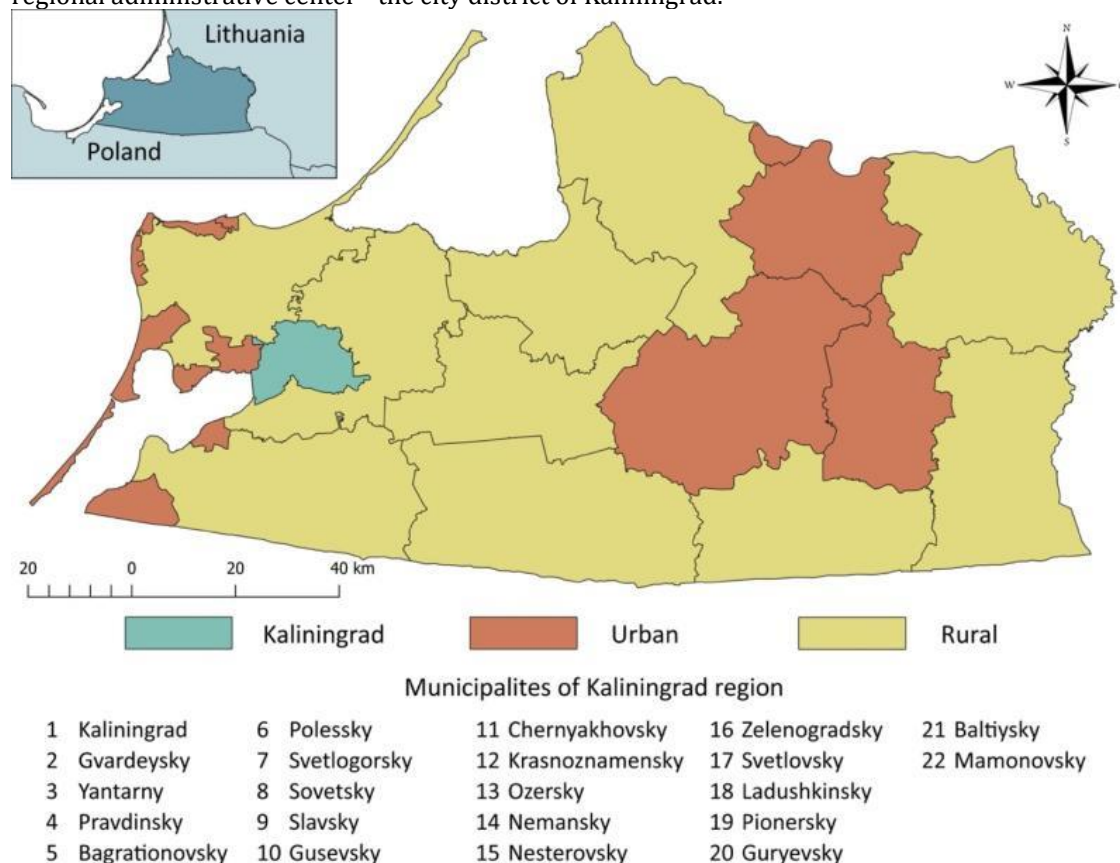 regional administrative center - the city district of Kaliningrad.
Lithuania
Poland
N
W
S
20 0 20 40 km
Kaliningrad Urban Rural
Municipalites of Kaliningrad region
1 Kaliningrad 6 Polessky 11 Chernyakhovsky 16 Zelenogradsky 21 Baltiysky
2 Gvardeysky 7 Svetlogorsky 12 Krasnoznamensky 17 Svetlovsky 22 Mamonovsky
3 Yantarny 8 Sovetsky 13 Ozersky 18 Ladushkinsky
4 Pravdinsky 9 Slavsky 14 Nemansky 19 Pionersky
5 Bagrationovsky 10 Gusevsky 15 Nesterovsky 20 Guryevsky